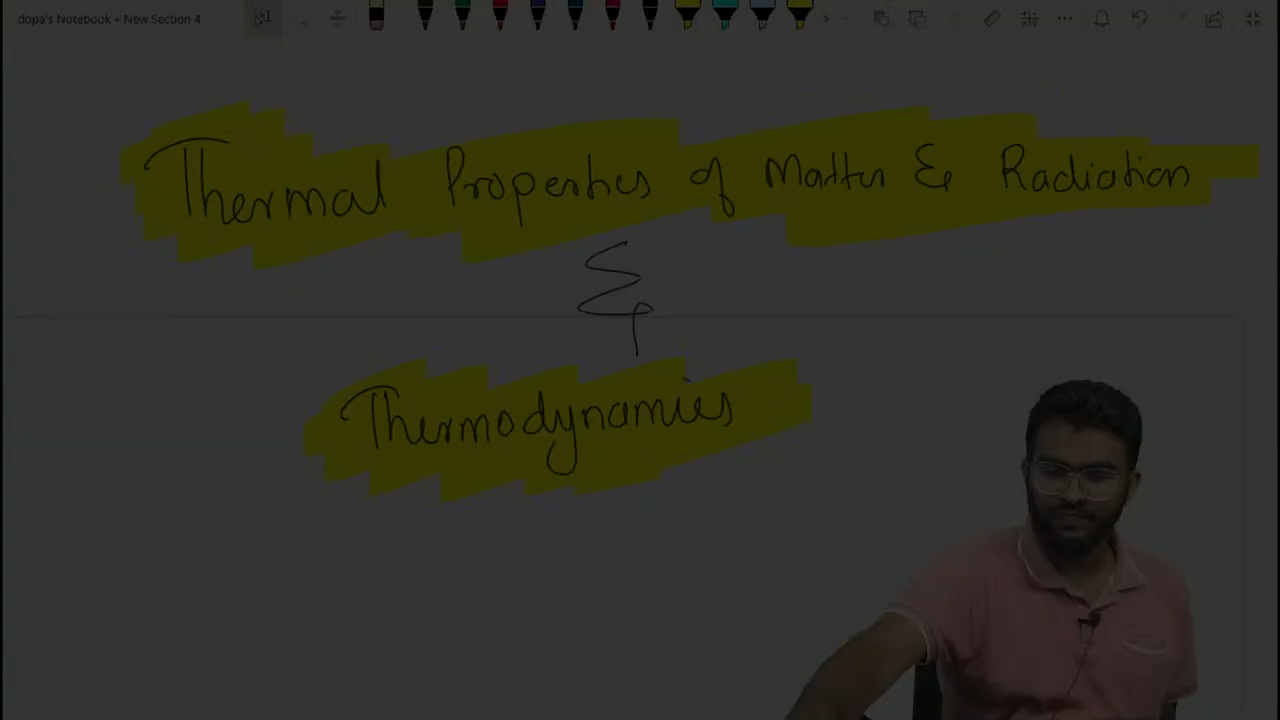 dopa's Notebook – New Section 4
Thermal Properties of Matter & Radiation
&
Thermodynamics